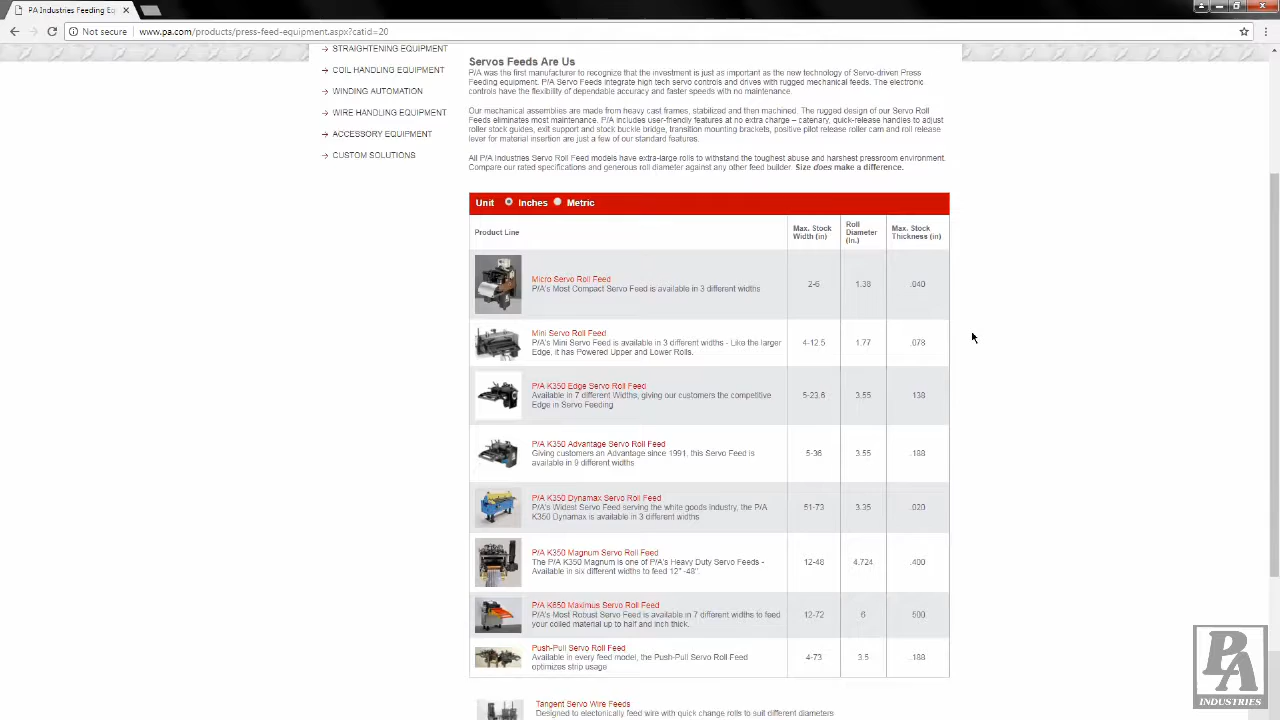 PA Industries Feeding Eq
Not secure
www.pa.com/products/press-feed-equipment.aspx?catid=20
STRAIGHTENING EQUIPMENT
COIL HANDLING EQUIPMENT
WINDING AUTOMATION
WIRE HANDLING EQUIPMENT
ACCESSORY EQUIPMENT
CUSTOM SOLUTIONS
Servos Feeds Are Us
P/A was the first manufacturer to recognize that the investment is just as important as the new technology of Servo-driven Press
Feeding equipment. P/A Servo Feeds integrate high tech servo controls and drives with rugged mechanical feeds. The electronic
controls have the flexibility of dependable accuracy and faster speeds with no maintenance.
Our mechanical assemblies are made from heavy cast frames, stabilized and then machined. The rugged design of our Servo Roll
Feeds eliminates most maintenance. P/A includes user-friendly features at no extra charge – catenary, quick-release handles to adjust
roller stock guides, exit support and stock buckle bridge, transition mounting brackets, positive pilot release roller cam and roll release
lever for material insertion are just a few of our standard features.
All P/A Industries Servo Roll Feed models have extra-large rolls to withstand the toughest abuse and harshest pressroom environment.
Compare our rated specifications and generous roll diameter against any other feed builder. Size does make a difference.
Unit Inches Metric
Product Line
Max. Stock
Width (in)
Roll
Diameter
(In.)
Max. Stock
Thickness (in)
Micro Servo Roll Feed
P/A's Most Compact Servo Feed is available in 3 different widths
2-6 1.38 .040
Mini Servo Roll Feed
P/A's Mini Servo Feed is available in 3 different widths - Like the larger
Edge, it has Powered Upper and Lower Rolls.
4-12.5 1.77 .078
P/A K350 Edge Servo Roll Feed
Available in 7 different Widths, giving our customers the competitive
Edge in Servo Feeding
5-23.6 3.55 138
P/A K350 Advantage Servo Roll Feed
Giving customers an Advantage since 1991, this Servo Feed is
available in 9 different widths
5-36 3.55 .188
P/A K350 Dynamax Servo Roll Feed
P/A's Widest Servo Feed serving the white goods industry, the P/A
K350 Dynamax is available in 3 different widths
51-73 3.35 .020
P/A K350 Magnum Servo Roll Feed
The P/A K350 Magnum is one of P/A's Heavy Duty Servo Feeds -
Available in six different widths to feed 12" -48".
12-48 4.724 .400
P/A K650 Maximus Servo Roll Feed
P/A's Most Robust Servo Feed is available in 7 different widths to feed
your coiled material up to half and inch thick.
12-72 6 500
Push-Pull Servo Roll Feed
Available in every feed model, the Push-Pull Servo Roll Feed
optimizes strip usage
4-73 3.5 .188
Tangent Servo Wire Feeds
Designed to electonically feed wire with quick change rolls to suit different diameters
PA
INDUSTRIES